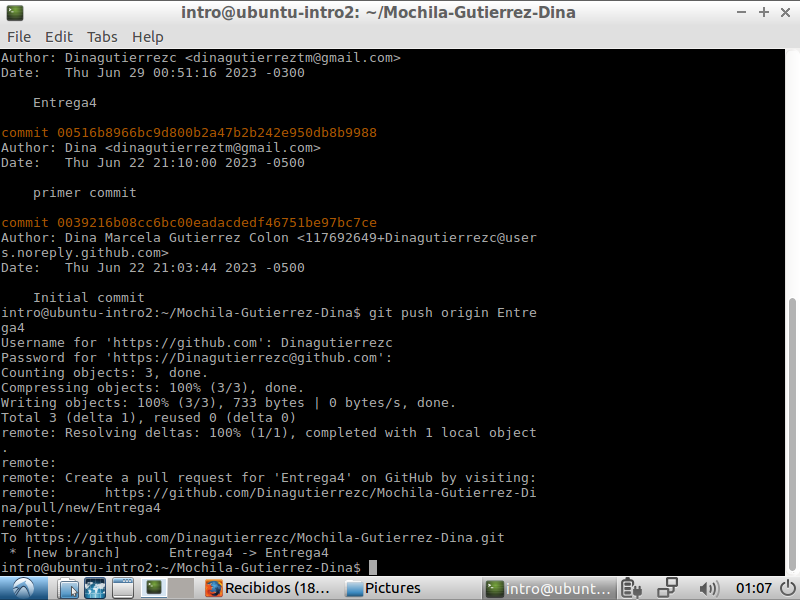 intro@ubuntu-intro2: ~/Mochila-Gutierrez-Dina
File Edit Tabs Help
Author: Dinagutierrezc <dinagutierreztm@gmail.com>
Date:   Thu Jun 29 00:51:16 2023 -0300
    Entrega4
commit 00516b8966bc9d800b2a47b2b242e950db8b9988
Author: Dina <dinagutierreztm@gmail.com>
Date:   Thu Jun 22 21:10:00 2023 -0500
    primer commit
commit 0039216b08cc6bc00eadacdedf46751be97bc7ce
Author: Dina Marcela Gutierrez Colon <117692649+Dinagutierrezc@user
s.noreply.github.com>
Date:   Thu Jun 22 21:03:44 2023 -0500
    Initial commit
intro@ubuntu-intro2:~/Mochila-Gutierrez-Dina$ git push origin Entre
ga4
Username for 'https://github.com': Dinagutierrezc
Password for 'https://Dinagutierrezc@github.com':
Counting objects: 3, done.
Compressing objects: 100% (3/3), done.
Writing objects: 100% (3/3), 733 bytes | 0 bytes/s, done.
Total 3 (delta 1), reused 0 (delta 0)
remote: Resolving deltas: 100% (1/1), completed with 1 local object
.
remote:
remote: Create a pull request for 'Entrega4' on GitHub by visiting:
remote:      https://github.com/Dinagutierrezc/Mochila-Gutierrez-Di
na/pull/new/Entrega4
remote:
To https://github.com/Dinagutierrezc/Mochila-Gutierrez-Dina.git
 * [new branch]      Entrega4 -> Entrega4
intro@ubuntu-intro2:~/Mochila-Gutierrez-Dina$
Recibidos (18... Pictures intro@ubunt... 01:07